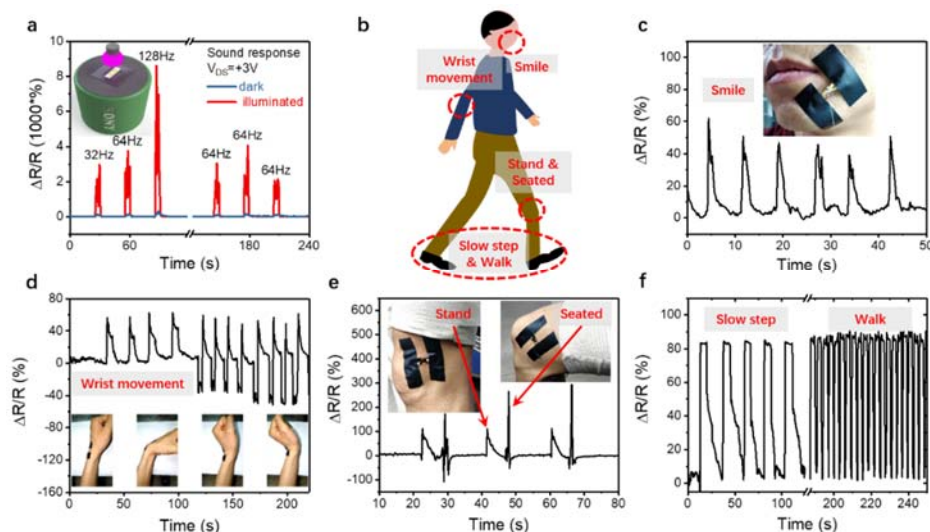 a
10
8
6
4
2
0
ΔR/R (1000*%)
128Hz
Sound response
V_DS=+3V
dark
illuminated
32Hz
64Hz
64Hz
64Hz
64Hz
0 60 120 180 240
Time (s)
b
Wrist
movement
Smile
Stand &
Seated
Slow step
& Walk
c
100
80
60
40
20
0
ΔR/R (%)
Smile
0 10 20 30 40 50
Time (s)
d
80
40
0
-40
-80
-120
-160
ΔR/R (%)
Wrist movement
0 50 100 150 200
Time (s)
e
600
500
400
300
200
100
0
-100
ΔR/R (%)
Stand
Seated
10 20 30 40 50 60 70 80
Time (s)
f
100
80
60
40
20
0
ΔR/R (%)
Slow step
Walk
0 50 100 200 250
Time (s)